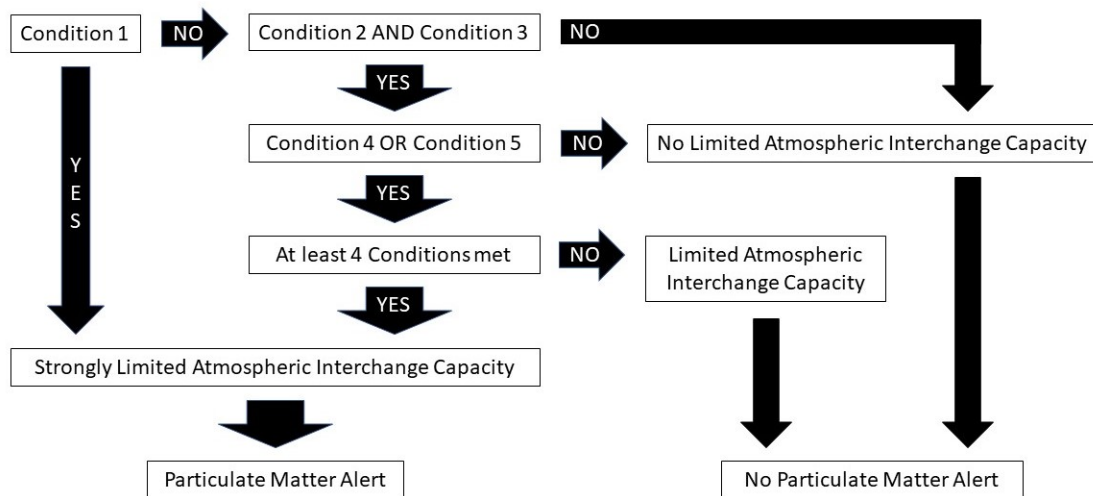 Condition 1
NO
Condition 2 AND Condition 3
NO
YES
YES
Condition 4 OR Condition 5
NO
No Limited Atmospheric Interchange Capacity
YES
At least 4 Conditions met
NO
Limited Atmospheric
Interchange Capacity
YES
Strongly Limited Atmospheric Interchange Capacity
Particulate Matter Alert
No Particulate Matter Alert